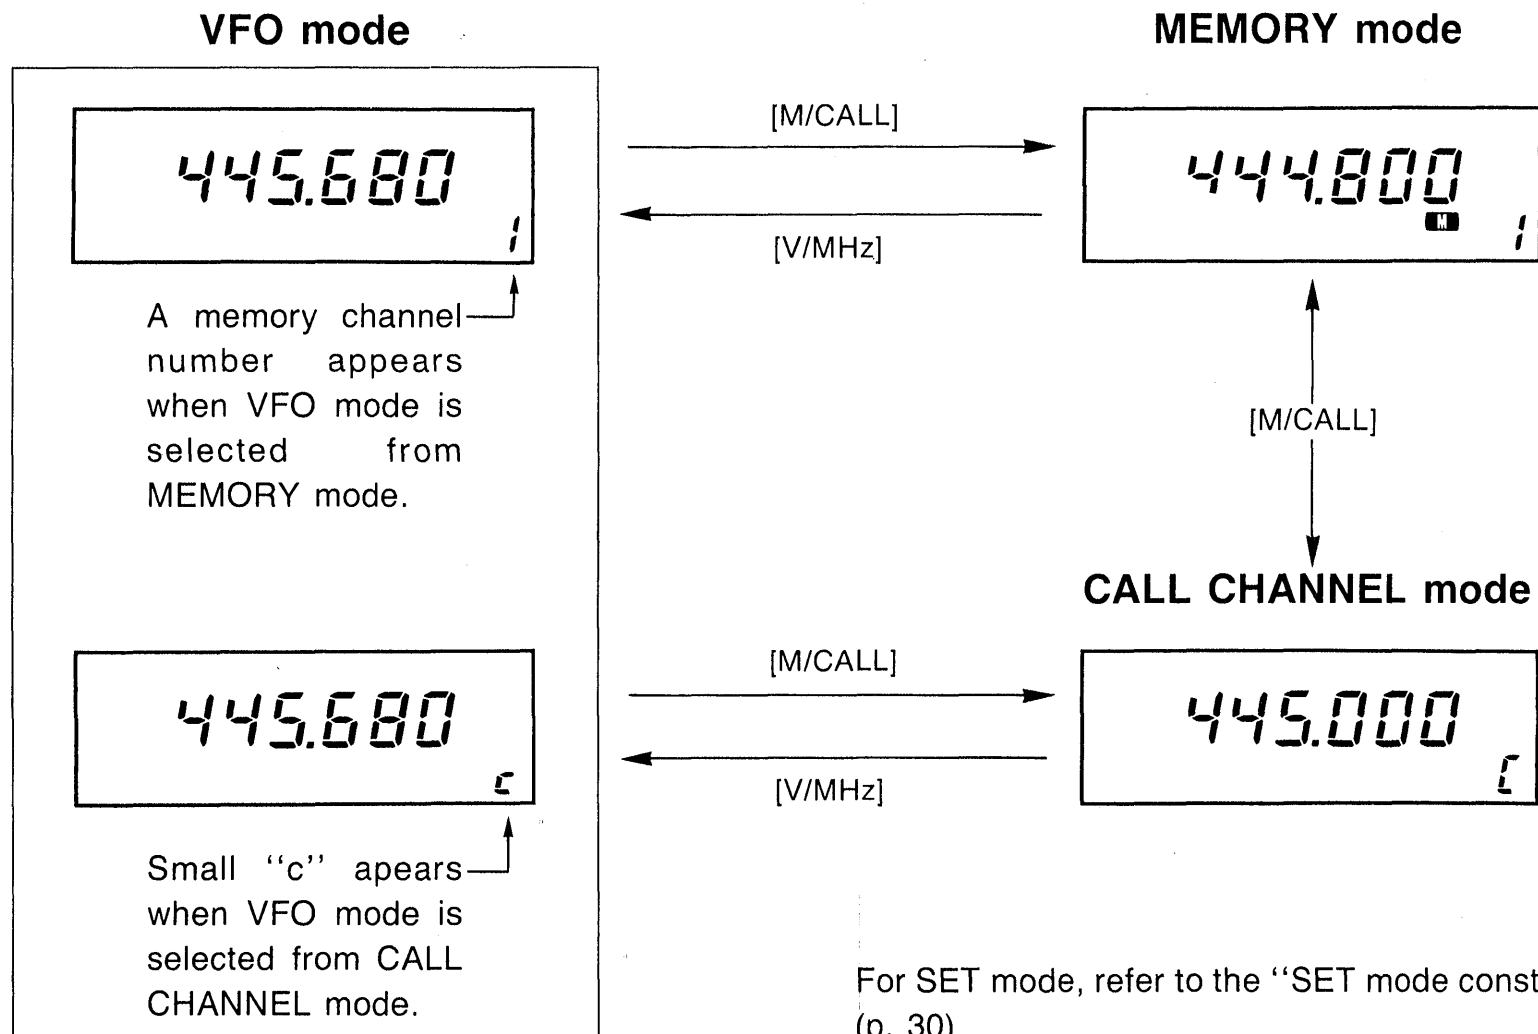 VFO mode
445.680
1
A memory channel
number appears
when VFO mode is
selected from
MEMORY mode.
445.680
c
Small ‘‘c’’ apears
when VFO mode is
selected from CALL
CHANNEL mode.
[M/CALL]
[V/MHz]
MEMORY mode
444.800
M
1
[M/CALL]
CALL CHANNEL mode
[M/CALL]
[V/MHz]
445.000
C
For SET mode, refer to the ‘‘SET mode const
(p. 30)